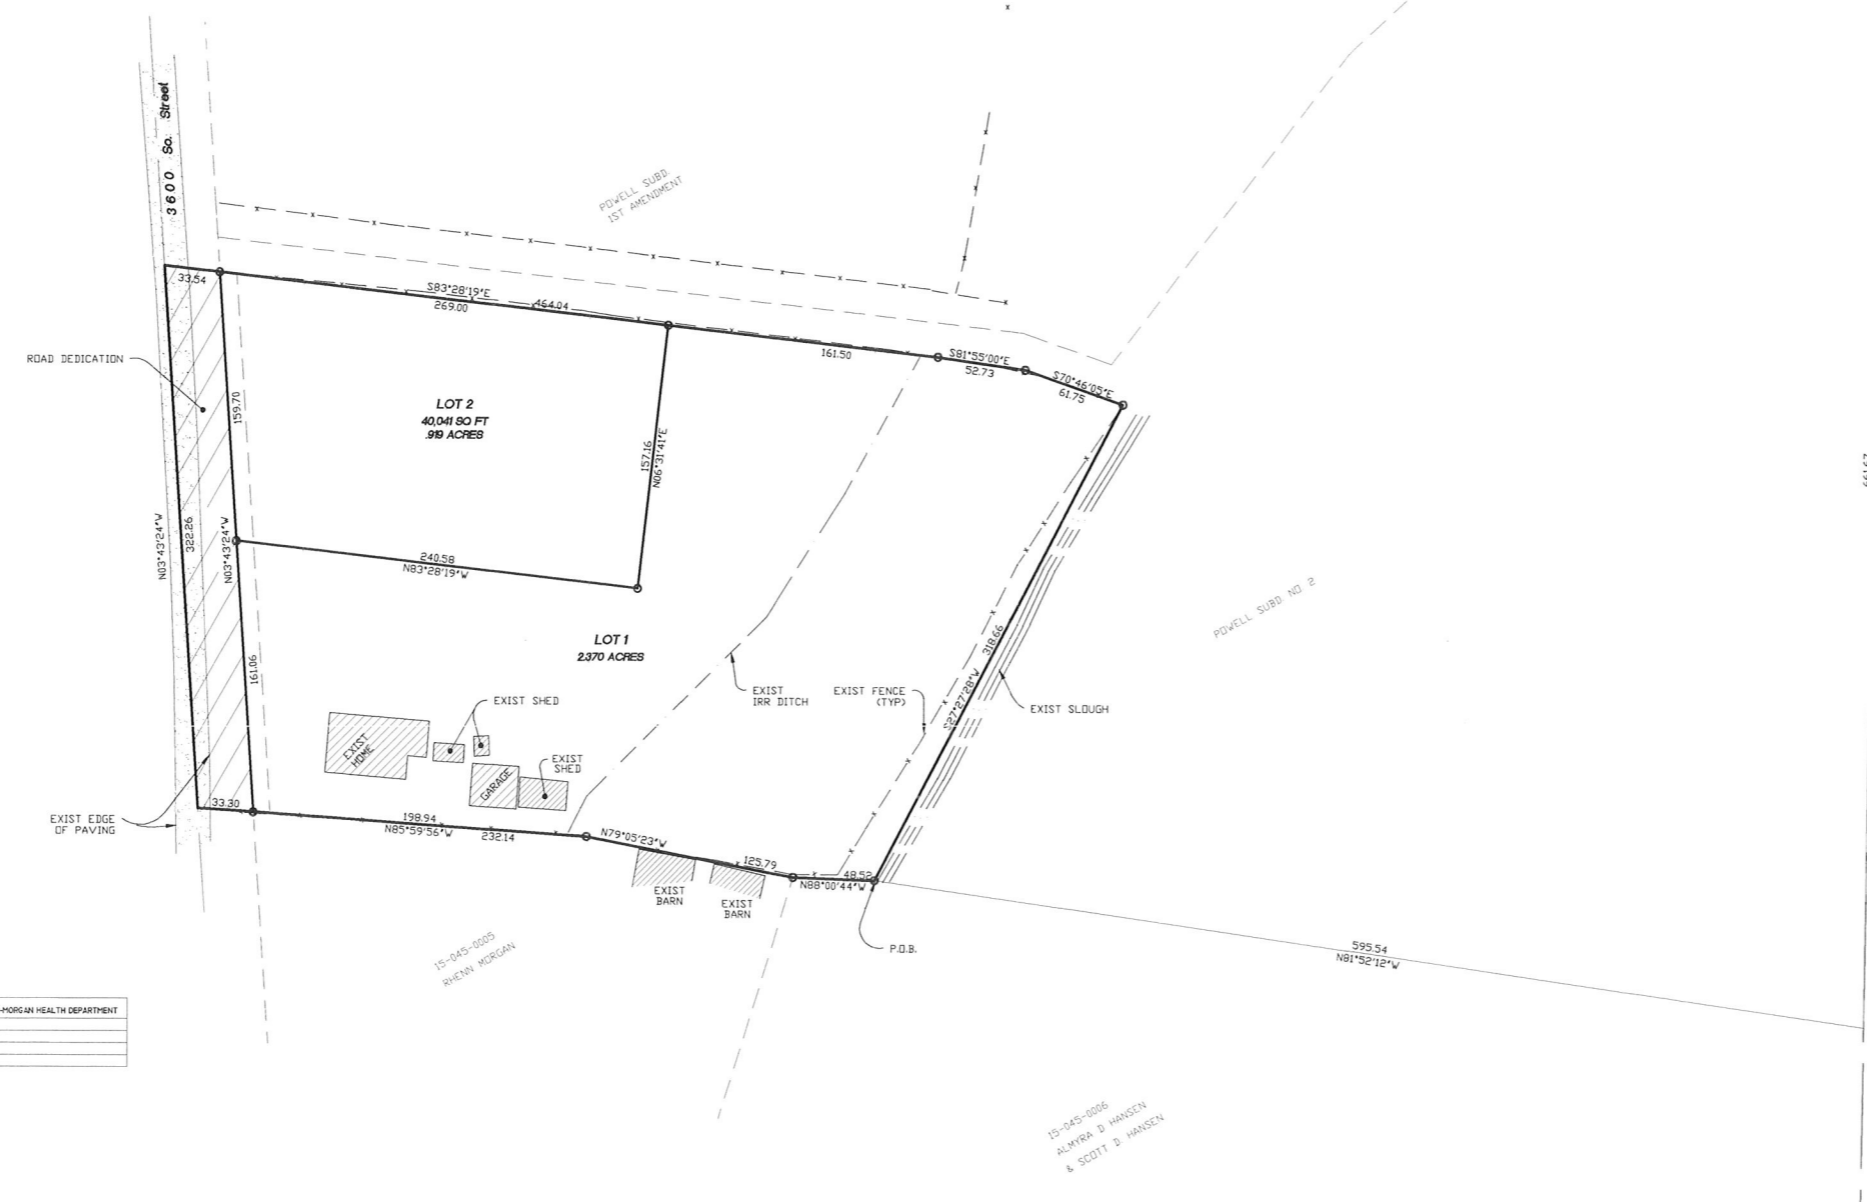 3600 So. Street
POWELL SUBD.
1ST AMENDMENT
33.54
S83°28'19"E
269.00
464.04
161.50
S81°55'00"E
52.73
S70°46'05"E
61.75
ROAD DEDICATION
159.70
LOT 2
40,041 SQ FT
.919 ACRES
157.16
N06°31'41"E
N03°43'24"W
322.26
N03°43'24"W
240.58
N83°28'19"W
LOT 1
2.370 ACRES
161.06
POWELL SUBD. NO 2
318.66
S27°27'28"W
EXIST SHED
EXIST
IRR DITCH
EXIST FENCE
(TYP)
EXIST SLOUGH
EXIST
HOME
GARAGE
EXIST
SHED
EXIST EDGE
OF PAVING
33.30
198.94
N85°59'56"W
232.14
N79°05'23"W
125.79
48.52
N88°00'44"W
EXIST
BARN
EXIST
BARN
P.O.B.
595.54
N81°52'12"W
15-045-0005
RHENN MORGAN
-MORGAN HEALTH DEPARTMENT
15-045-0006
ALMYRA D HANSEN
& SCOTT D. HANSEN